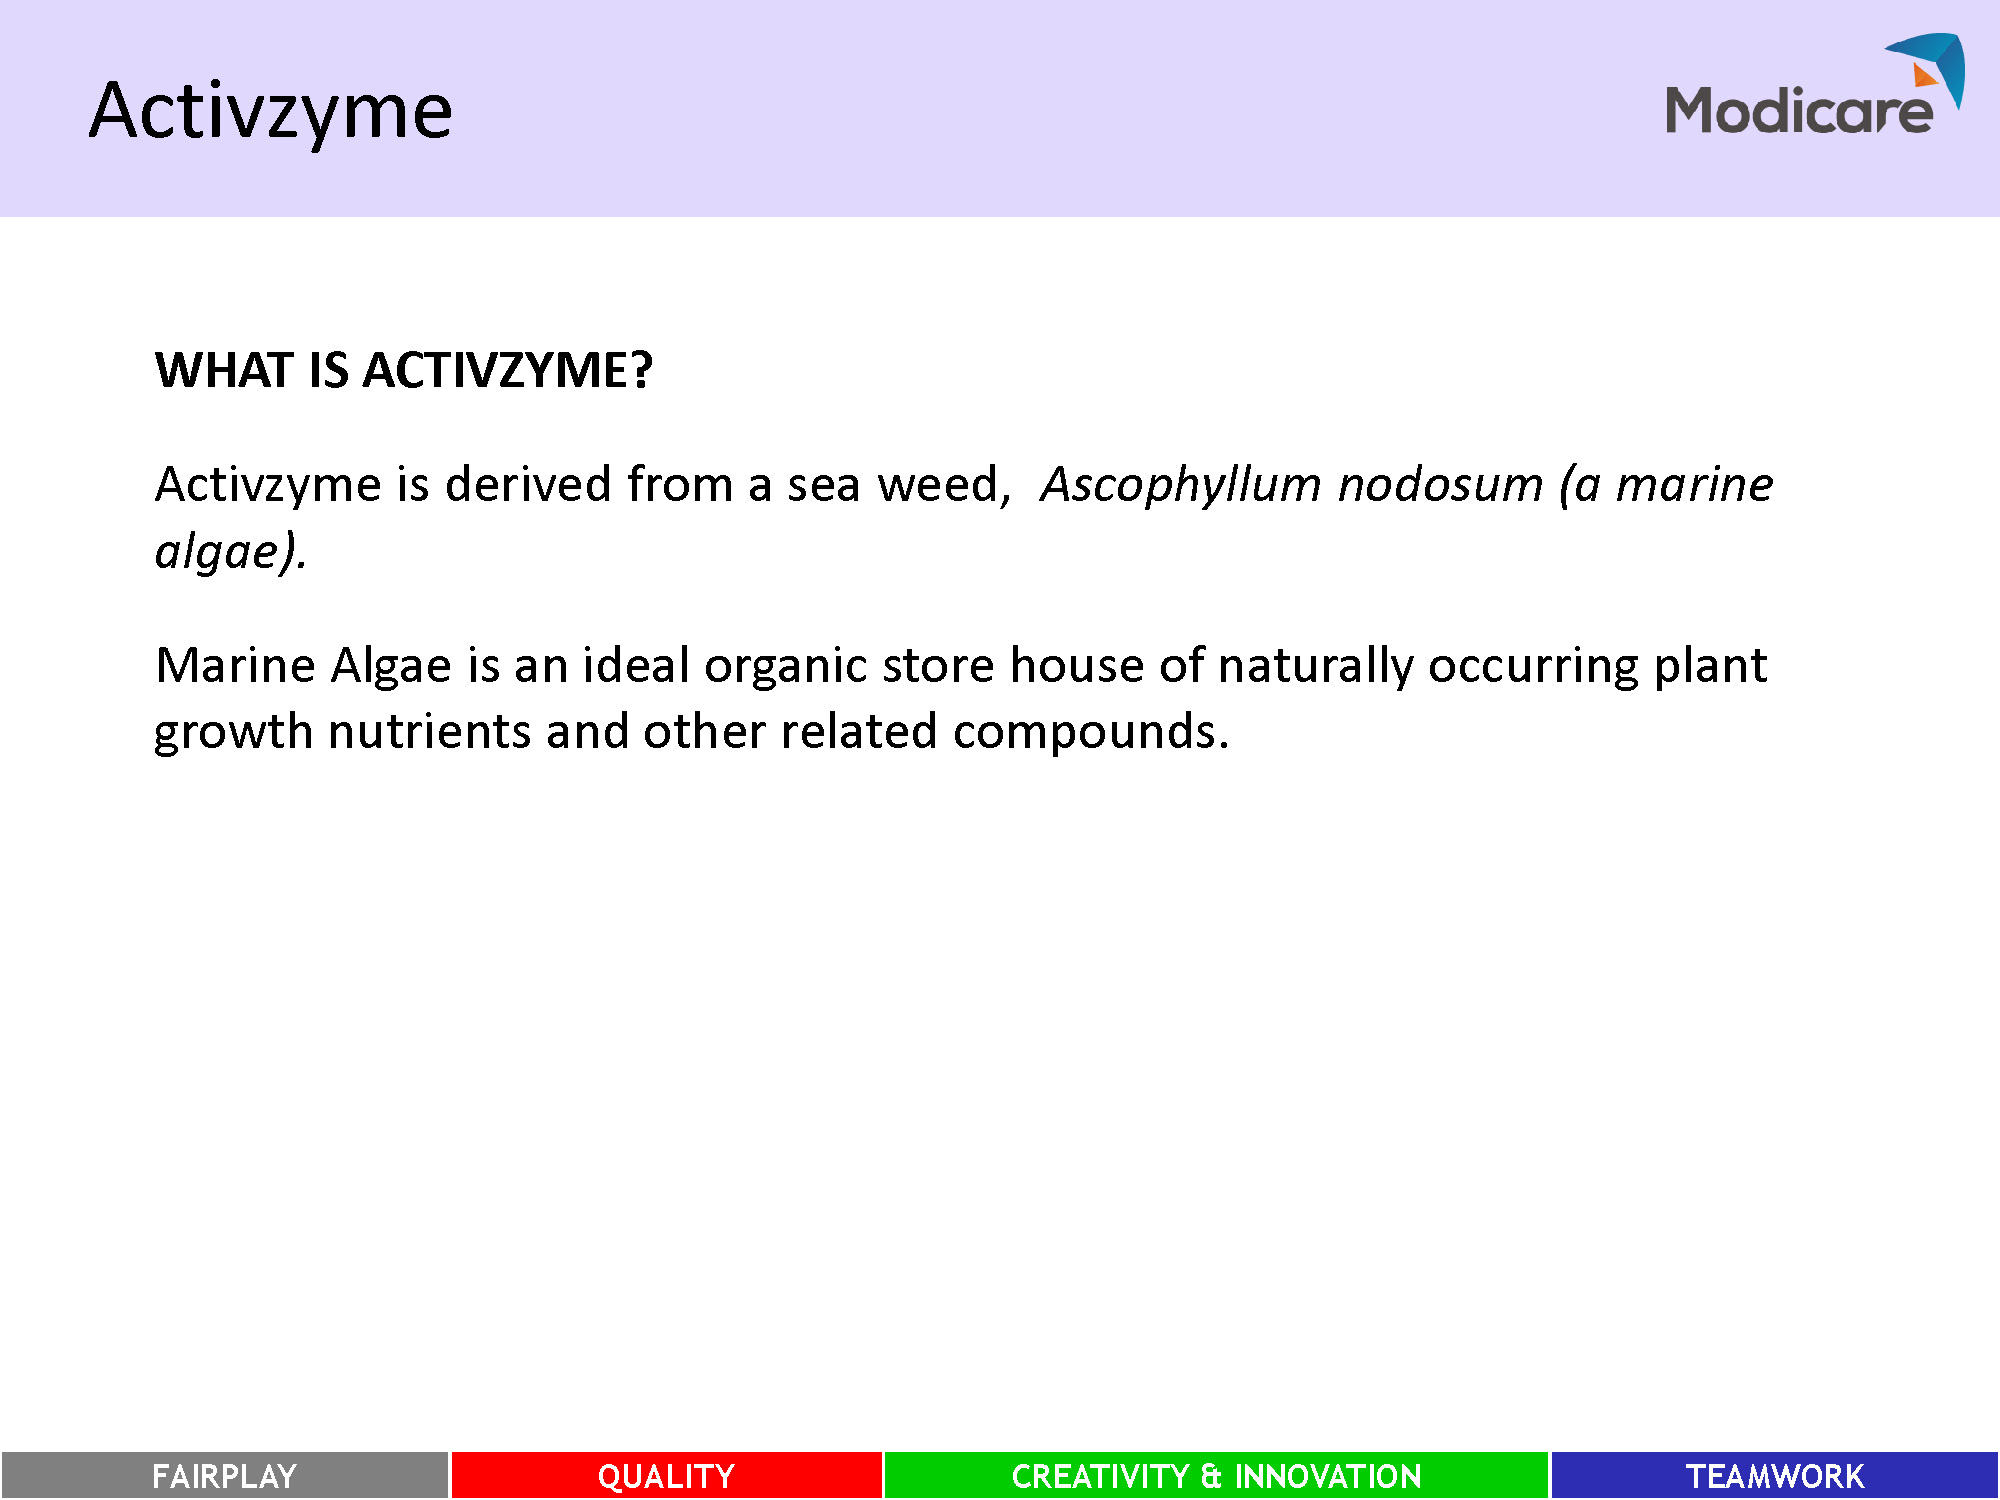 Activzyme
Modicare
WHAT IS ACTIVZYME?
Activzyme is derived from a sea weed, Ascophyllum nodosum (a marine
algae).
Marine Algae is an ideal organic store house of naturally occurring plant
growth nutrients and other related compounds.
FAIRPLAY
QUALITY
CREATIVITY & INNOVATION
TEAMWORK